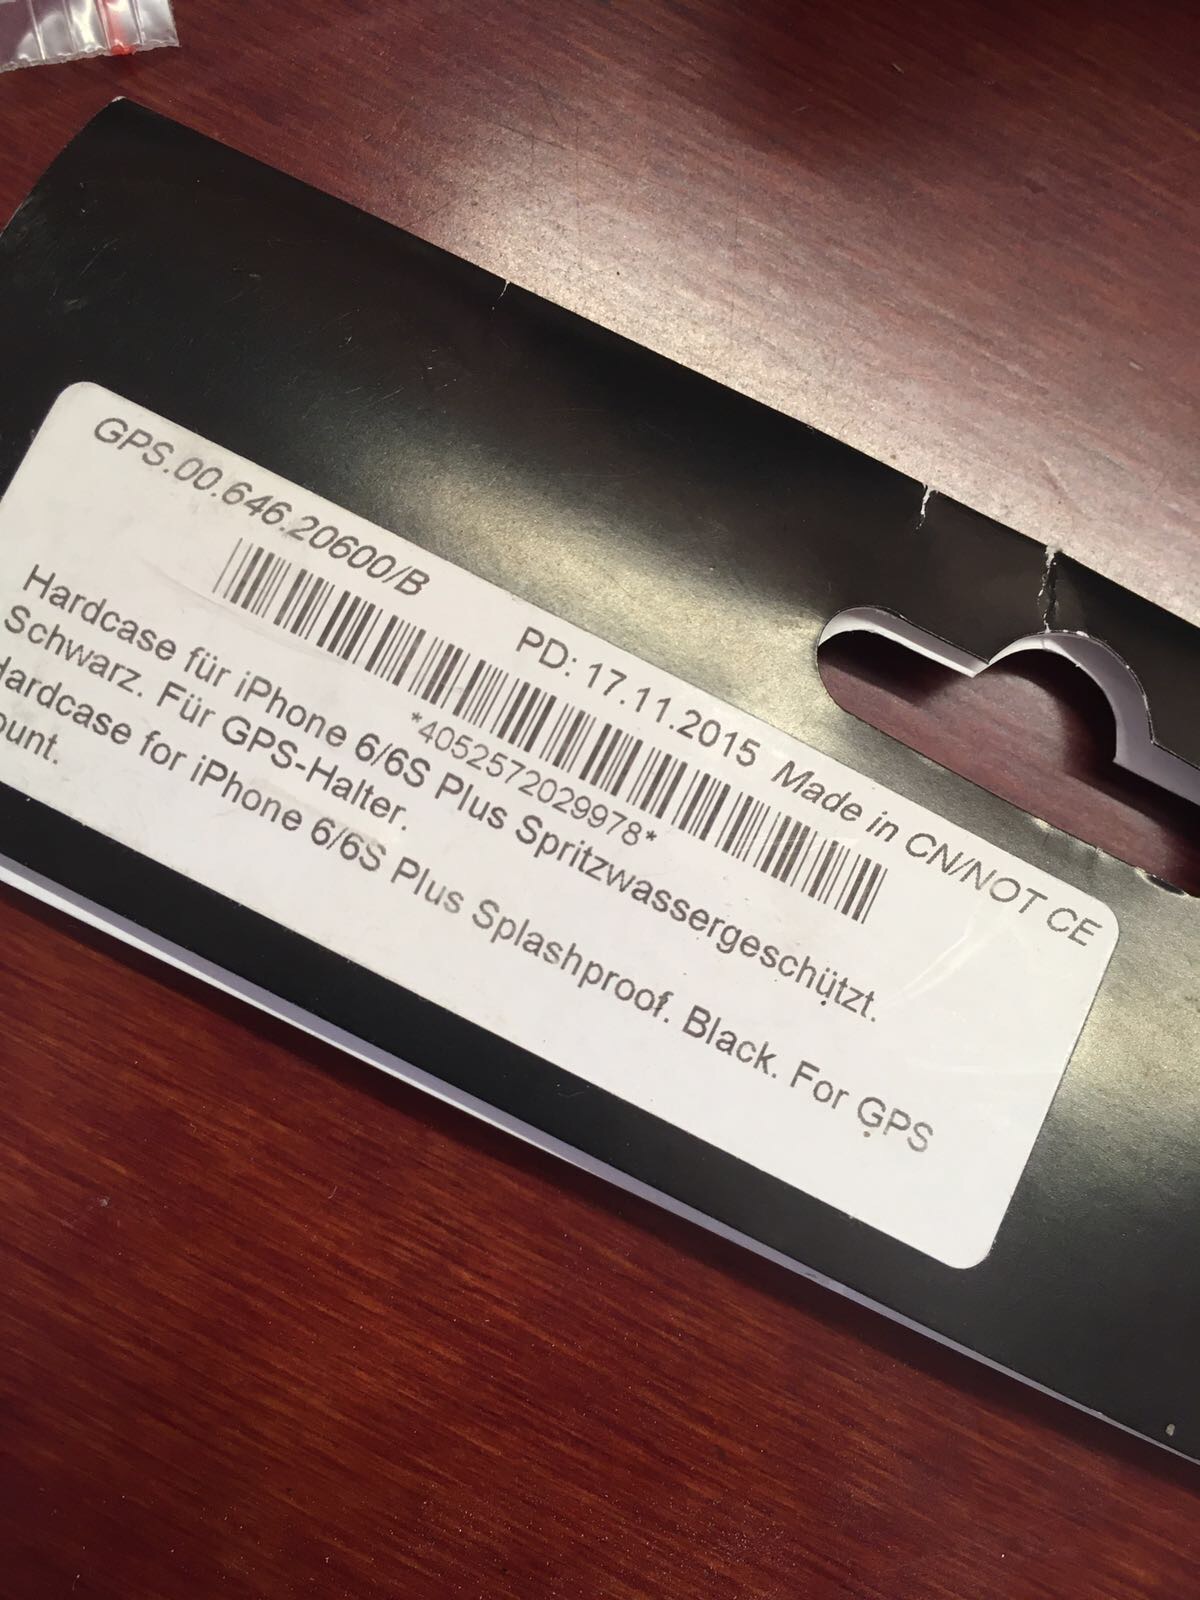 GPS.00.646.20600/B
PD: 17.11.2015 Made in CN/NOT CE
*4052572029978*
Hardcase für iPhone 6/6S Plus Spritzwassergeschützt.
Schwarz. Für GPS-Halter.
Hardcase for iPhone 6/6S Plus Splashproof. Black. For GPS
ount.